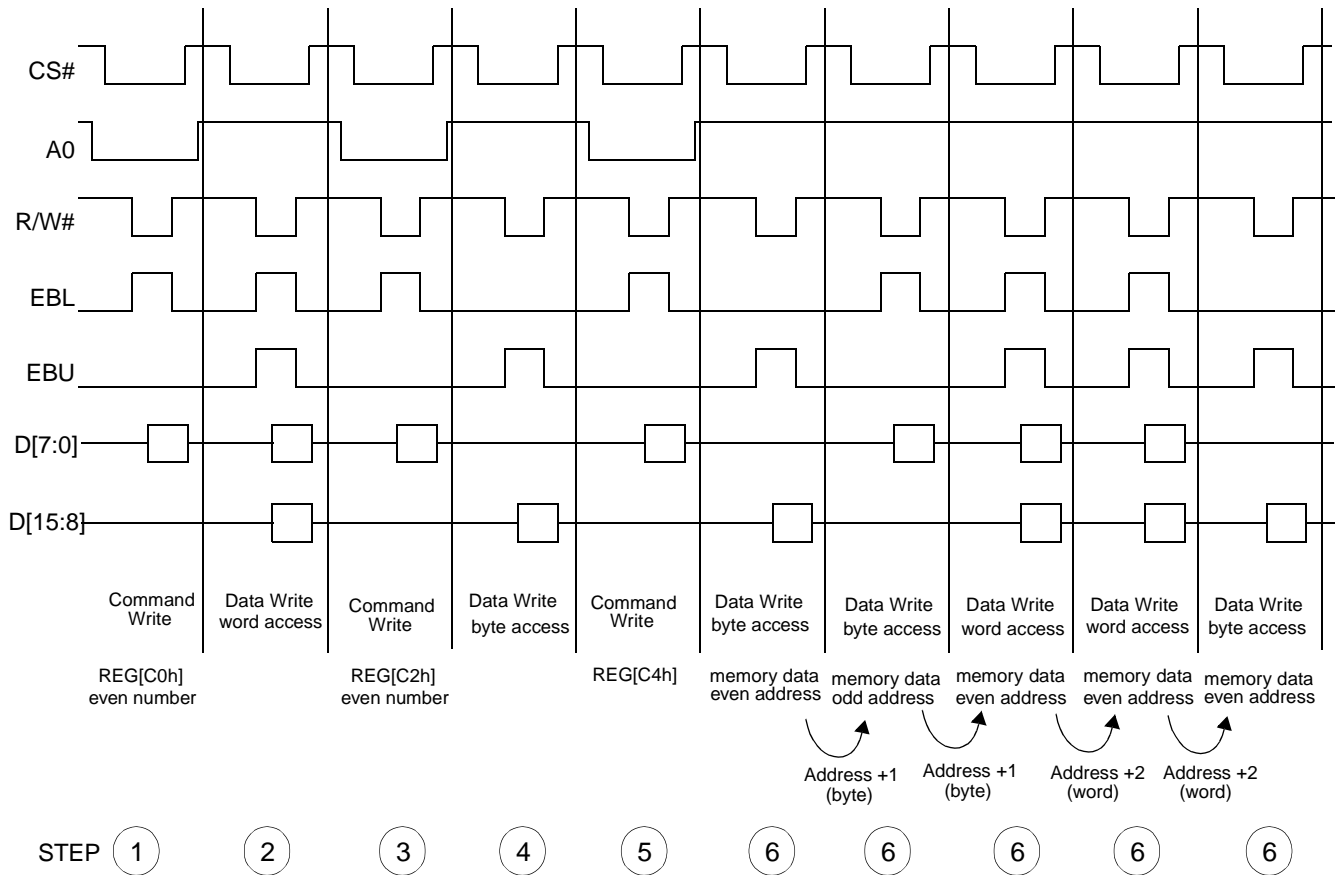 CS#
A0
R/W#
EBL
EBU
D[7:0]
D[15:8]
Command
Write
Data Write
word access
Command
Write
Data Write
byte access
Command
Write
Data Write
byte access
Data Write
byte access
Data Write
word access
Data Write
word access
Data Write
byte access
REG[C0h]
even number
REG[C2h]
even number
REG[C4h]
memory data
even address
memory data
odd address
memory data
even address
memory data
even address
memory data
even address
Address +1
(byte)
Address +1
(byte)
Address +2
(word)
Address +2
(word)
STEP 1 2 3 4 5 6 6 6 6 6